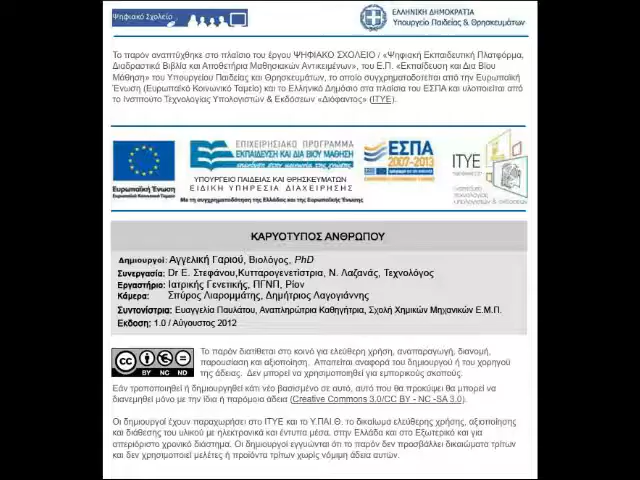 Ψηφιακό Σχολείο
ΕΛΛΗΝΙΚΗ ΔΗΜΟΚΡΑΤΙΑ
Υπουργείο Παιδείας & Θρησκευμάτων
Το παρόν αναπτύχθηκε στο πλαίσιο του έργου ΨΗΦΙΑΚΟ ΣΧΟΛΕΙΟ / «Ψηφιακή Εκπαιδευτική Πλατφόρμα,
Διαδραστικά Βιβλία και Αποθετήρια Μαθησιακών Αντικειμένων», του Ε.Π. «Εκπαίδευση και Δια Βίου
Μάθηση» του Υπουργείου Παιδείας και Θρησκευμάτων, το οποίο συγχρηματοδοτείται από την Ευρωπαϊκή
Ένωση (Ευρωπαϊκό Κοινωνικό Ταμείο) και το Ελληνικό Δημόσιο στα πλαίσια του ΕΣΠΑ και υλοποιείται από
το Ινστιτούτο Τεχνολογίας Υπολογιστών & Εκδόσεων «Διόφαντος» (ΙΤΥΕ).
ΕΠΙΧΕΙΡΗΣΙΑΚΟ ΠΡΟΓΡΑΜΜΑ
ΕΚΠΑΙΔΕΥΣΗ ΚΑΙ ΔΙΑ ΒΙΟΥ ΜΑΘΗΣΗ
ΥΠΟΥΡΓΕΙΟ ΠΑΙΔΕΙΑΣ ΚΑΙ ΘΡΗΣΚΕΥΜΑΤΩΝ
ΕΙΔΙΚΗ ΥΠΗΡΕΣΙΑ ΔΙΑΧΕΙΡΙΣΗΣ
Με τη συγχρηματοδότηση της Ελλάδας και της Ευρωπαϊκής Ένωσης
Ευρωπαϊκή Ένωση
Ευρωπαϊκό Κοινωνικό Ταμείο
ΕΣΠΑ
2007-2013
ΙΤΥΕ
ΚΑΡΥΟΤΥΠΟΣ ΑΝΘΡΩΠΟΥ
Δημιουργοί: Αγγελική Γαριού, Βιολόγος, PhD
Συνεργασία: Dr Ε. Στεφάνου,Κυτταρογενετίστρια, Ν. Λαζανάς, Τεχνολόγος
Εργαστήριο: Ιατρικής Γενετικής, ΠΓΝΠ, Ρίον
Κάμερα: Σπύρος Λιαρομμάτης, Δημήτριος Λαγογιάννης
Συντονίστρια: Ευαγγελία Παυλάτου, Αναπληρώτρια Καθηγήτρια, Σχολή Χημικών Μηχανικών Ε.Μ.Π.
Έκδοση: 1.0 / Αύγουστος 2012
cc
BY NC ND
Το παρόν διατίθεται στο κοινό για ελεύθερη χρήση, αναπαραγωγή, διανομή,
παρουσίαση και αξιοποίηση. Απαιτείται αναφορά του δημιουργού ή του χορηγού
της άδειας. Δεν μπορεί να χρησιμοποιηθεί για εμπορικούς σκοπούς.
Εάν τροποποιηθεί ή δημιουργηθεί κάτι νέο βασισμένο σε αυτό, αυτό που θα προκύψει θα μπορεί να
διανεμηθεί μόνο με την ίδια ή παρόμοια άδεια (Creative Commons 3.0/CC BY - NC -SA 3.0).
Οι δημιουργοί έχουν παραχωρήσει στο ΙΤΥΕ και το Υ.ΠΑΙ.Θ. το δικαίωμα ελεύθερης χρήσης, αξιοποίησης
και διάθεσης του υλικού με ηλεκτρονικά και έντυπα μέσα, στην Ελλάδα και στο Εξωτερικό και για
απεριόριστο χρονικό διάστημα. Οι δημιουργοί εγγυώνται ότι το παρόν δεν προσβάλλει δικαιώματα τρίτων
και δεν χρησιμοποιεί μελέτες ή προϊόντα τρίτων χωρίς νόμιμη άδεια αυτών.